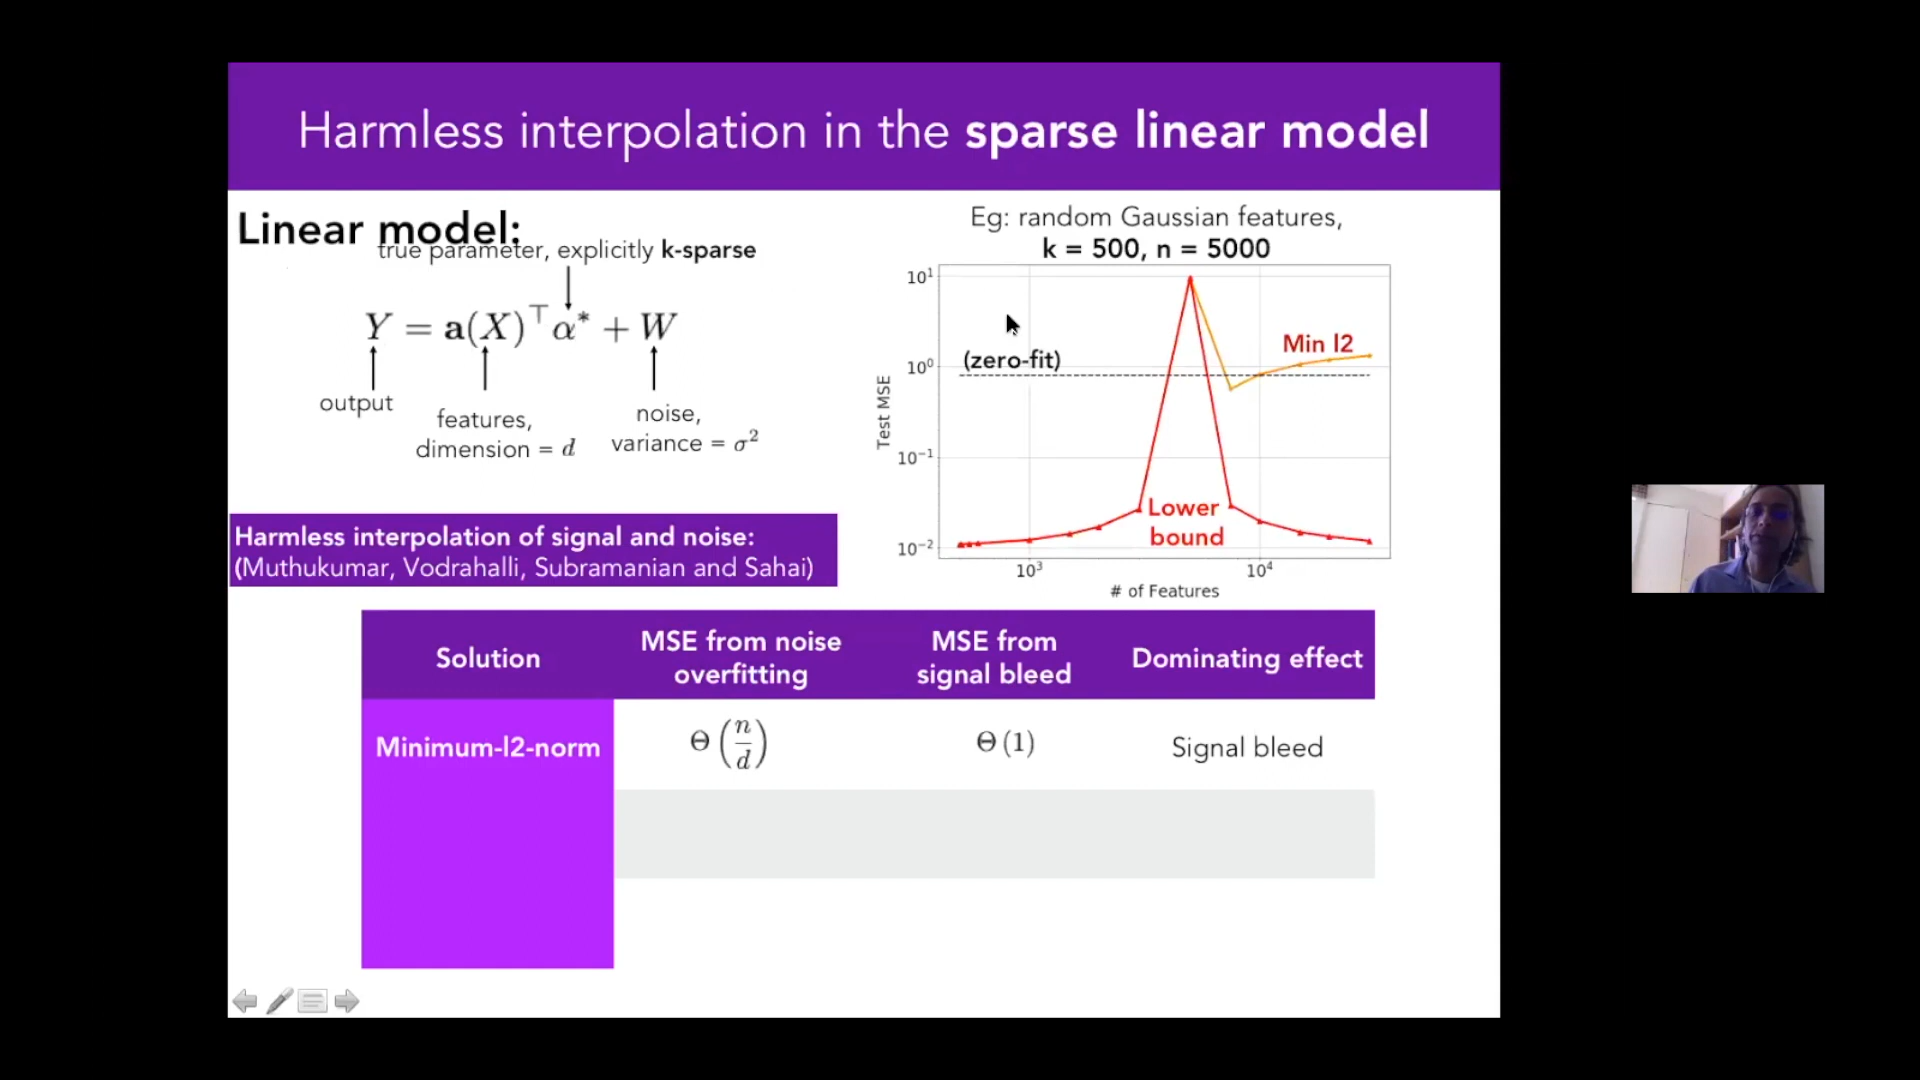 Harmless interpolation in the sparse linear model
Linear model:
true parameter, explicitly k-sparse
Y = a(X)⊤α* + W
output
features,
dimension = d
noise,
variance = σ²
Harmless interpolation of signal and noise:
(Muthukumar, Vodrahalli, Subramanian and Sahai)
Eg: random Gaussian features,
k = 500, n = 5000
10¹
10⁰
10⁻¹
10⁻²
Test MSE
(zero-fit)
Min l2
Lower
bound
10³
10⁴
# of Features
Solution
MSE from noise
overfitting
MSE from
signal bleed
Dominating effect
Minimum-l2-norm
Θ(n/d)
Θ(1)
Signal bleed